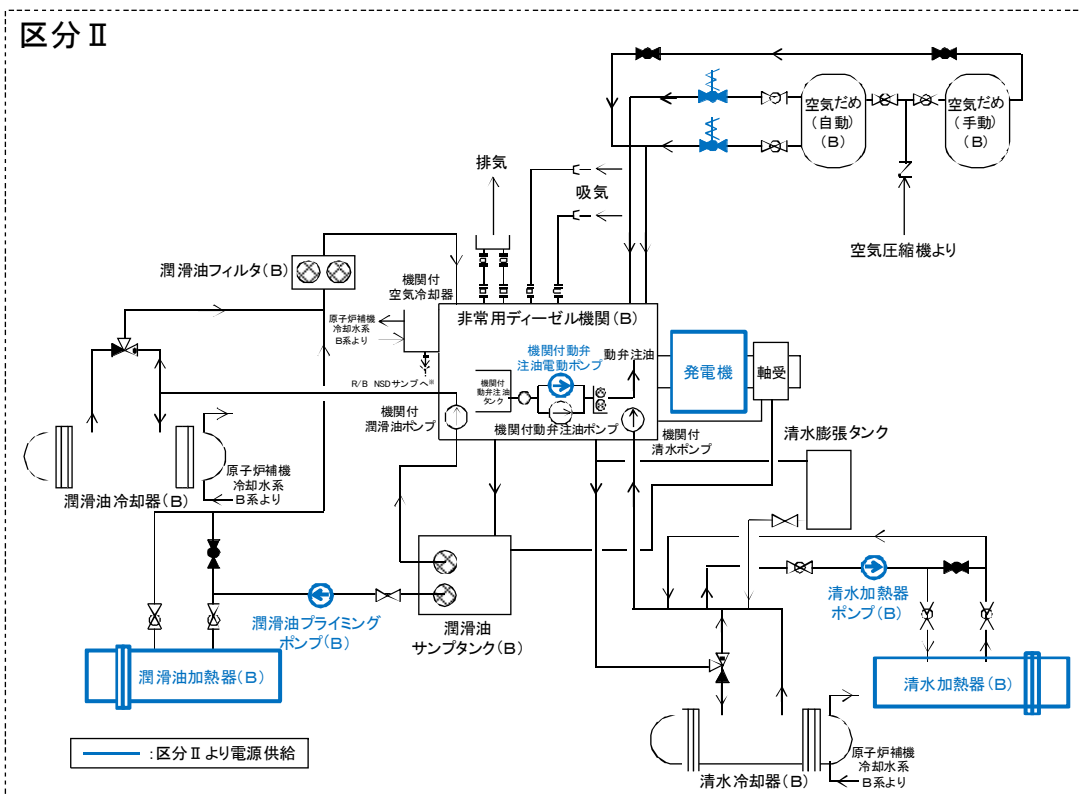 区分Ⅱ
空気だめ
(自動)
(B)
空気だめ
(手動)
(B)
排気
吸気
空気圧縮機より
潤滑油フィルタ(B)
機関付
空気冷却器
原子炉補機
冷却水系
B系より
R/B NSDサンプへ※
非常用ディーゼル機関(B)
機関付動弁
注油電動ポンプ
動弁注油
機関付
動弁注油
タンク
機関付動弁注油ポンプ
発電機
軸受
機関付
潤滑油ポンプ
機関付
清水ポンプ
清水膨張タンク
原子炉補機
冷却水系
B系より
潤滑油冷却器(B)
清水加熱器
ポンプ(B)
潤滑油プライミング
ポンプ(B)
潤滑油
サンプタンク(B)
潤滑油加熱器(B)
清水加熱器(B)
:区分Ⅱより電源供給
原子炉補機
冷却水系
B系より
清水冷却器(B)